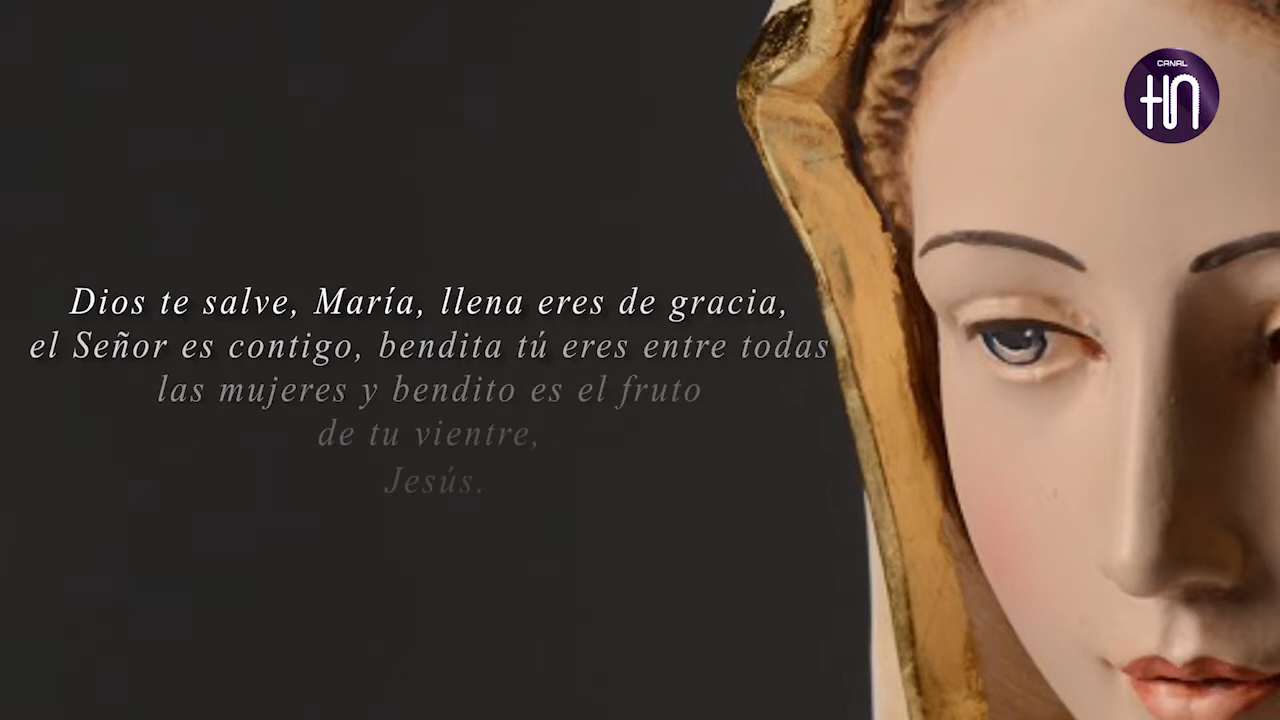 CANAL
HN
Dios te salve, María, llena eres de gracia,
el Señor es contigo, bendita tú eres entre todas
las mujeres y bendito es el fruto
de tu vientre,
Jesús.